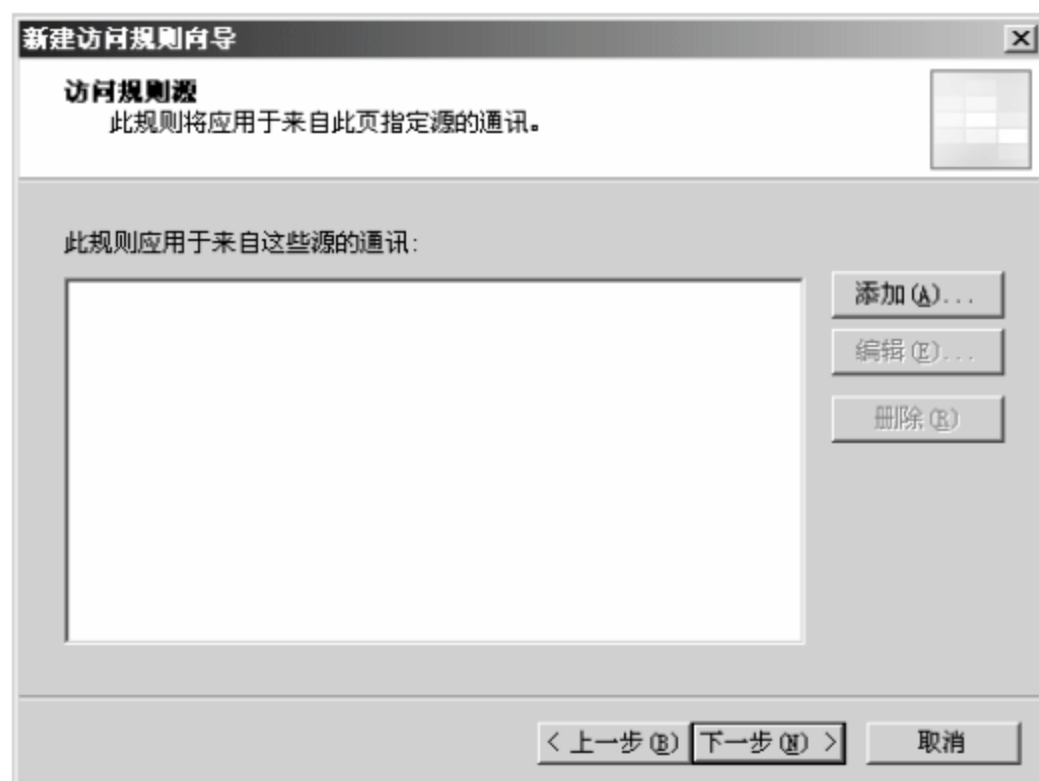 新建访问规则向导
访问规则源
此规则将应用于来自此页指定源的通讯。
此规则应用于来自这些源的通讯:
添加(A)...
编辑(E)...
删除(R)
< 上一步(B)
下一步(N) >
取消